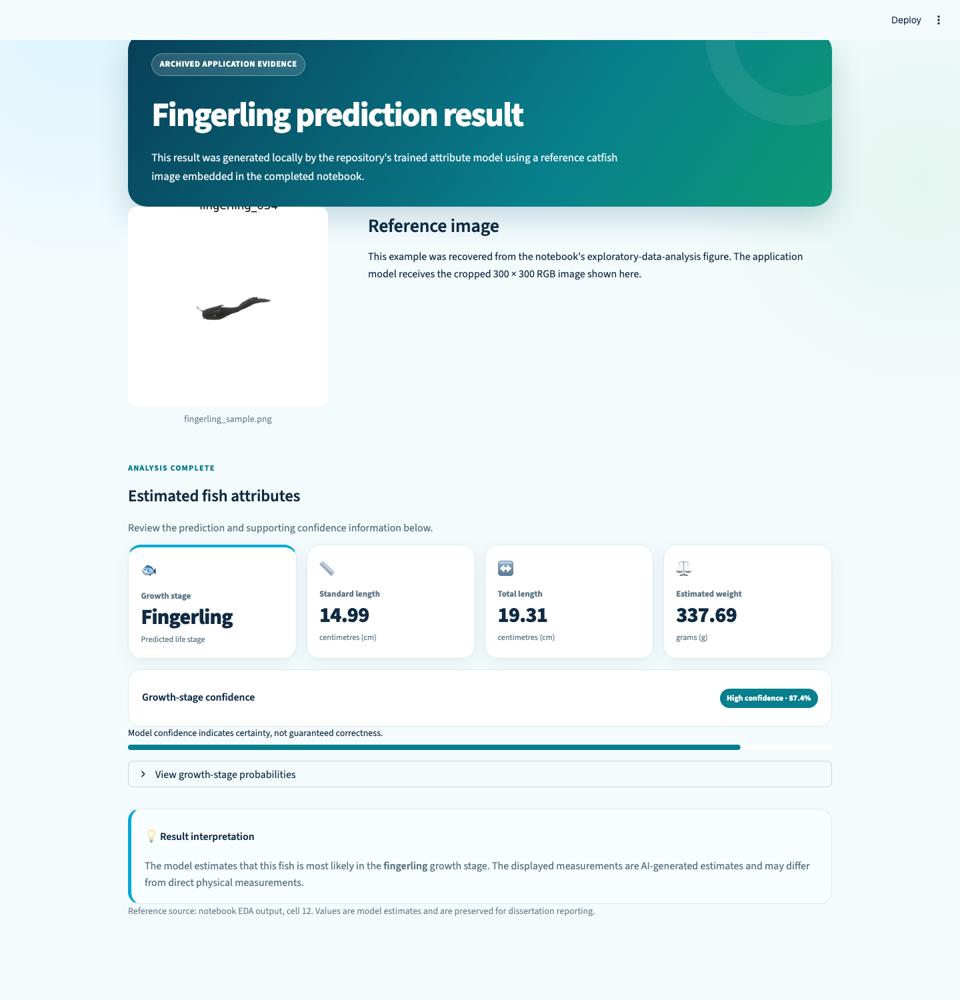 Deploy
ARCHIVED APPLICATION EVIDENCE
Fingerling prediction result
This result was generated locally by the repository's trained attribute model using a reference catfish
image embedded in the completed notebook.
Reference image
This example was recovered from the notebook's exploratory-data-analysis figure. The application
model receives the cropped 300 × 300 RGB image shown here.
fingerling_sample.png
ANALYSIS COMPLETE
Estimated fish attributes
Review the prediction and supporting confidence information below.
Growth stage
Fingerling
Predicted life stage
Standard length
14.99
centimetres (cm)
Total length
19.31
centimetres (cm)
Estimated weight
337.69
grams (g)
Growth-stage confidence
High confidence · 87.4%
Model confidence indicates certainty, not guaranteed correctness.
View growth-stage probabilities
Result interpretation
The model estimates that this fish is most likely in the fingerling growth stage. The displayed measurements are AI-generated estimates and may differ
from direct physical measurements.
Reference source: notebook EDA output, cell 12. Values are model estimates and are preserved for dissertation reporting.